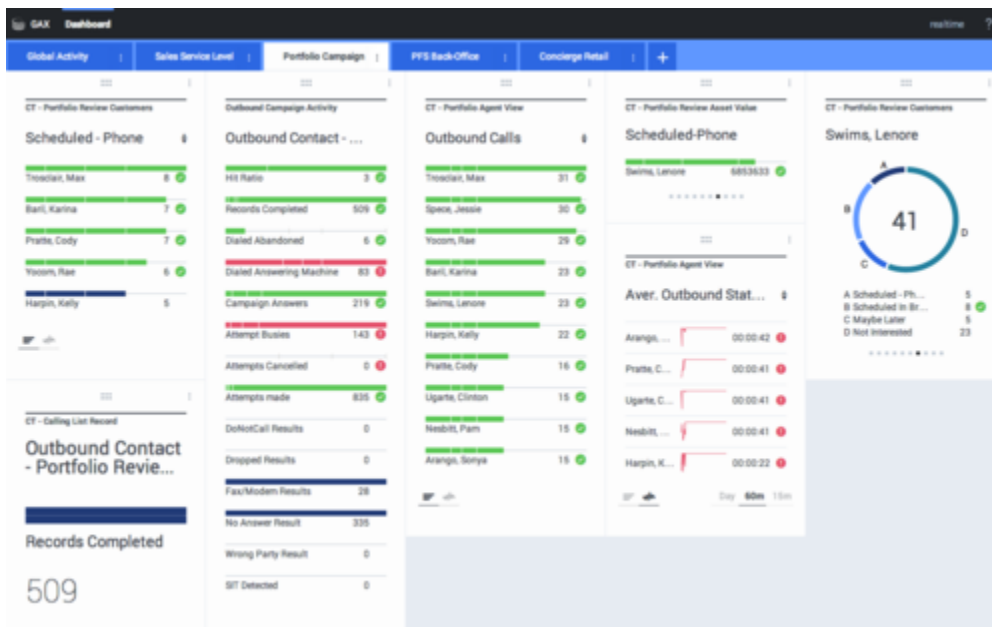 GAX Dashboard realtime ?
Global Activity Sales Service Level Portfolio Campaign PFS Back-Office Concierge Retail +
CT - Portfolio Review Customers
Scheduled - Phone
Trosclair, Max 8
Baril, Karina 7
Pratte, Cody 7
Yocom, Rae 6
Harpin, Kelly 5
CT - Calling List Record
Outbound Contact
- Portfolio Revie...
Records Completed
509
Outbound Campaign Activity
Outbound Contact - ...
Hit Ratio 3
Records Completed 509
Dialed Abandoned 6
Dialed Answering Machine 83
Campaign Answers 219
Attempt Busies 143
Attempts Cancelled 0
Attempts made 835
DoNotCall Results 0
Dropped Results 0
Fax/Modem Results 28
No Answer Result 335
Wrong Party Result 0
SIT Detected 0
CT - Portfolio Agent View
Outbound Calls
Trosclair, Max 31
Spece, Jessie 30
Yocom, Rae 29
Baril, Karina 23
Swims, Lenore 23
Harpin, Kelly 22
Pratte, Cody 16
Ugarte, Clinton 15
Nesbitt, Pam 15
Arango, Sonya 15
CT - Portfolio Review Asset Value
Scheduled-Phone
Swims, Lenore 6853633
CT - Portfolio Agent View
Aver. Outbound Stat...
Arango, ... 00:00:42
Pratte, C... 00:00:41
Ugarte, C... 00:00:41
Nesbitt, ... 00:00:41
Harpin, K... 00:00:22
Day 60m 15m
CT - Portfolio Review Customers
Swims, Lenore
A
B
41
D
C
A Scheduled - Ph... 5
B Scheduled In Br... 8
C Maybe Later 5
D Not Interested 23